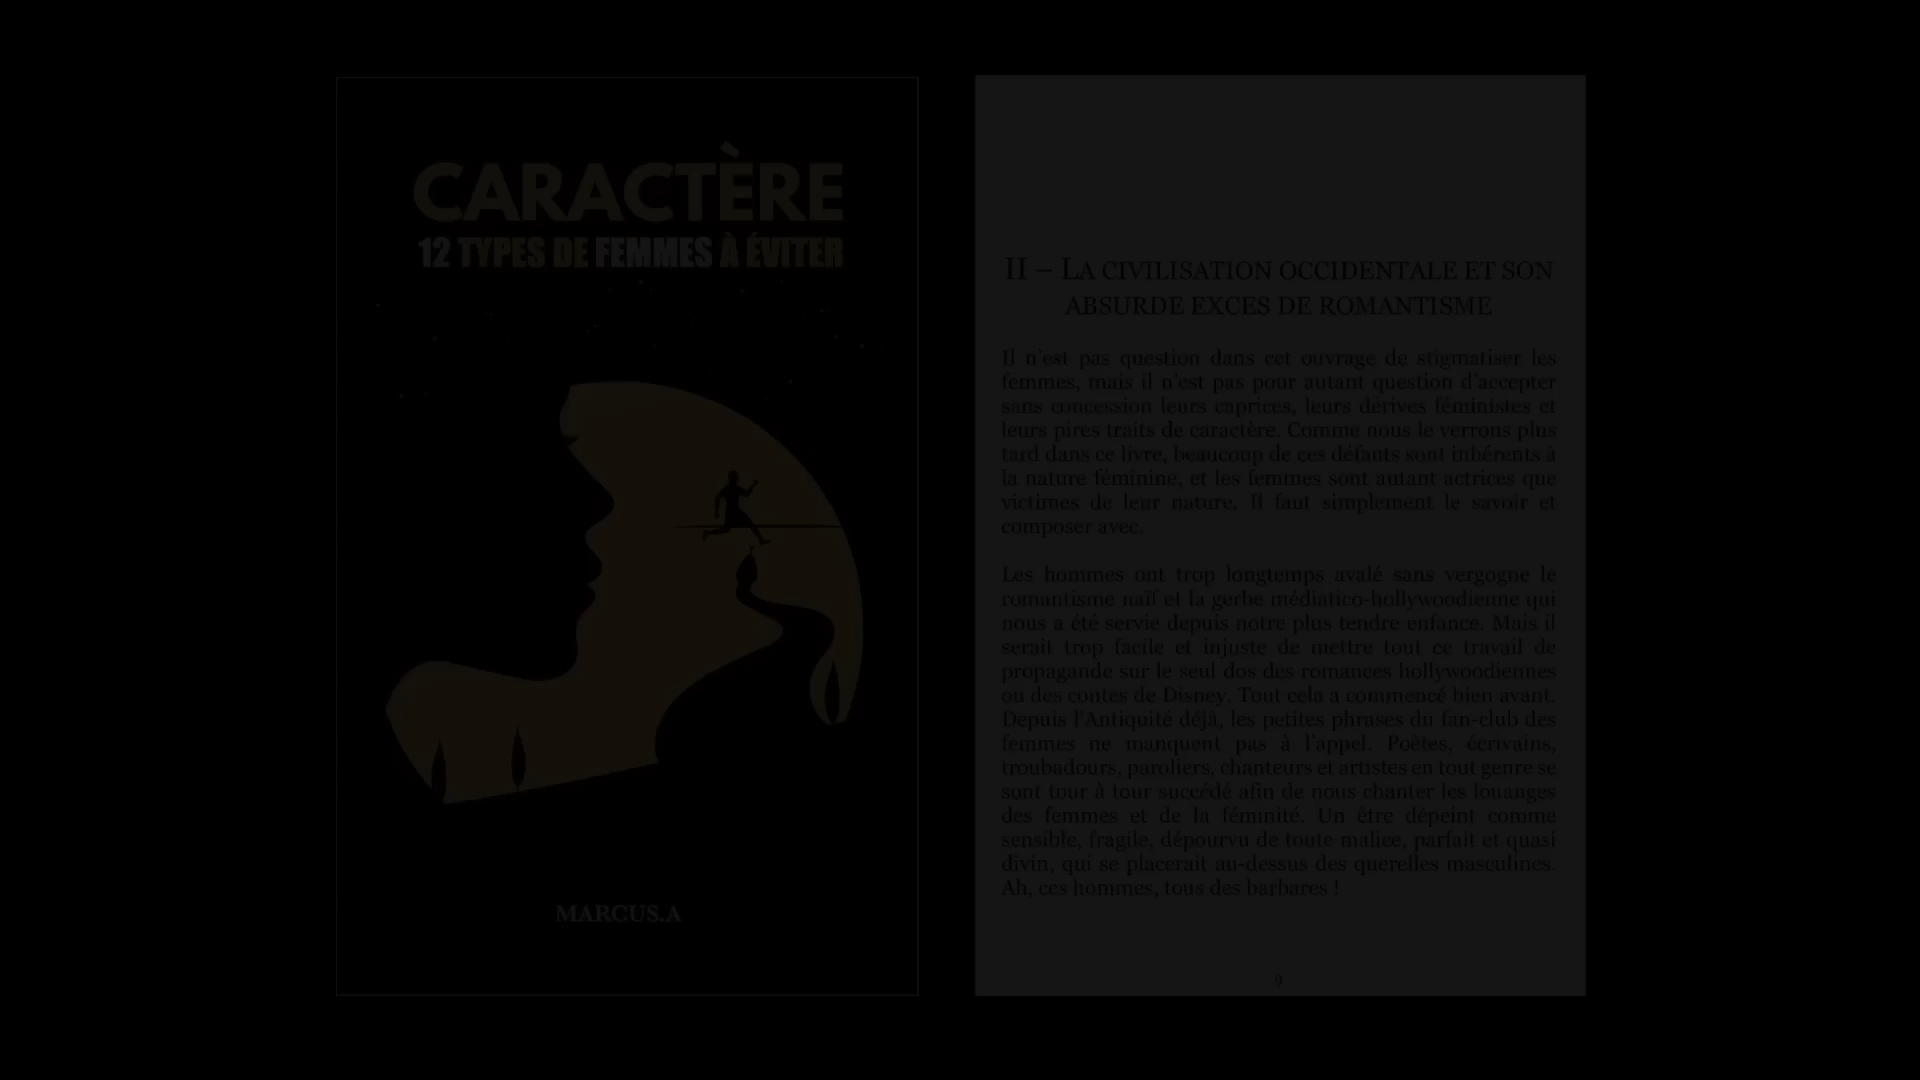 CARACTÈRE
12 TYPES DE FEMMES À ÉVITER
MARCUS.A
II – LA CIVILISATION OCCIDENTALE ET SON
ABSURDE EXCES DE ROMANTISME
Il n'est pas question dans cet ouvrage de stigmatiser les
femmes, mais il n'est pas pour autant question d'accepter
sans concession leurs caprices, leurs dérives féministes et
leurs pires traits de caractère. Comme nous le verrons plus
tard dans ce livre, beaucoup de ces défauts sont inhérents à
la nature féminine, et les femmes sont autant actrices que
victimes de leur nature. Il faut simplement le savoir et
composer avec.
Les hommes ont trop longtemps avalé sans vergogne le
romantisme naïf et la gerbe médiatico-hollywoodienne qui
nous a été servie depuis notre plus tendre enfance. Mais il
serait trop facile et injuste de mettre tout ce travail de
propagande sur le seul dos des romances hollywoodiennes
ou des contes de Disney. Tout cela a commencé bien avant.
Depuis l'Antiquité déjà, les petites phrases du fan-club des
femmes ne manquent pas à l'appel. Poètes, écrivains,
troubadours, paroliers, chanteurs et artistes en tout genre se
sont tour à tour succédé afin de nous chanter les louanges
des femmes et de la féminité. Un être dépeint comme
sensible, fragile, dépourvu de toute malice, parfait et quasi
divin, qui se placerait au-dessus des querelles masculines.
Ah, ces hommes, tous des barbares !
9